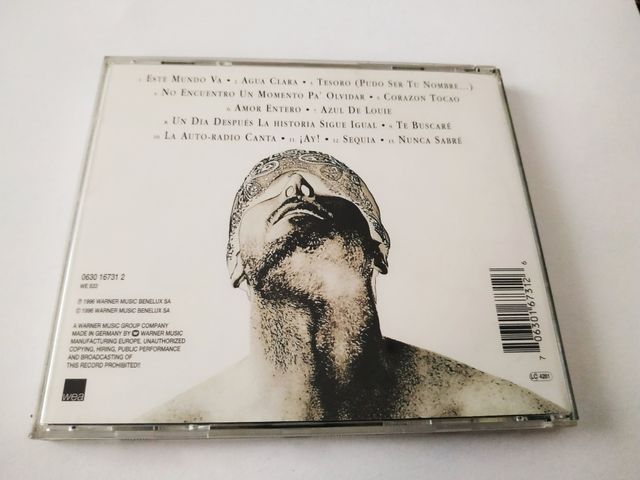 1. ESTE MUNDO VA • 2. AGUA CLARA • 3. TESORO (PUDO SER TU NOMBRE...)
4. NO ENCUENTRO UN MOMENTO PA' OLVIDAR • 5. CORAZON TOCAO
6. AMOR ENTERO • 7. AZUL DE LOUIE
8. UN DIA DESPUÉS LA HISTORIA SIGUE IGUAL • 9. TE BUSCARÉ
10. LA AUTO-RADIO CANTA • 11. ¡AY! • 12. SEQUIA • 13. NUNCA SABRÉ
0630 16731 2
WE 832
℗ 1996 WARNER MUSIC BENELUX SA
© 1996 WARNER MUSIC BENELUX SA
A WARNER MUSIC GROUP COMPANY
MADE IN GERMANY BY WARNER MUSIC
MANUFACTURING EUROPE, UNAUTHORIZED
COPYING, HIRING, PUBLIC PERFORMANCE
AND BROADCASTING OF
THIS RECORD PROHIBITED!!
wea
7 06301 67312 6
LC 4281